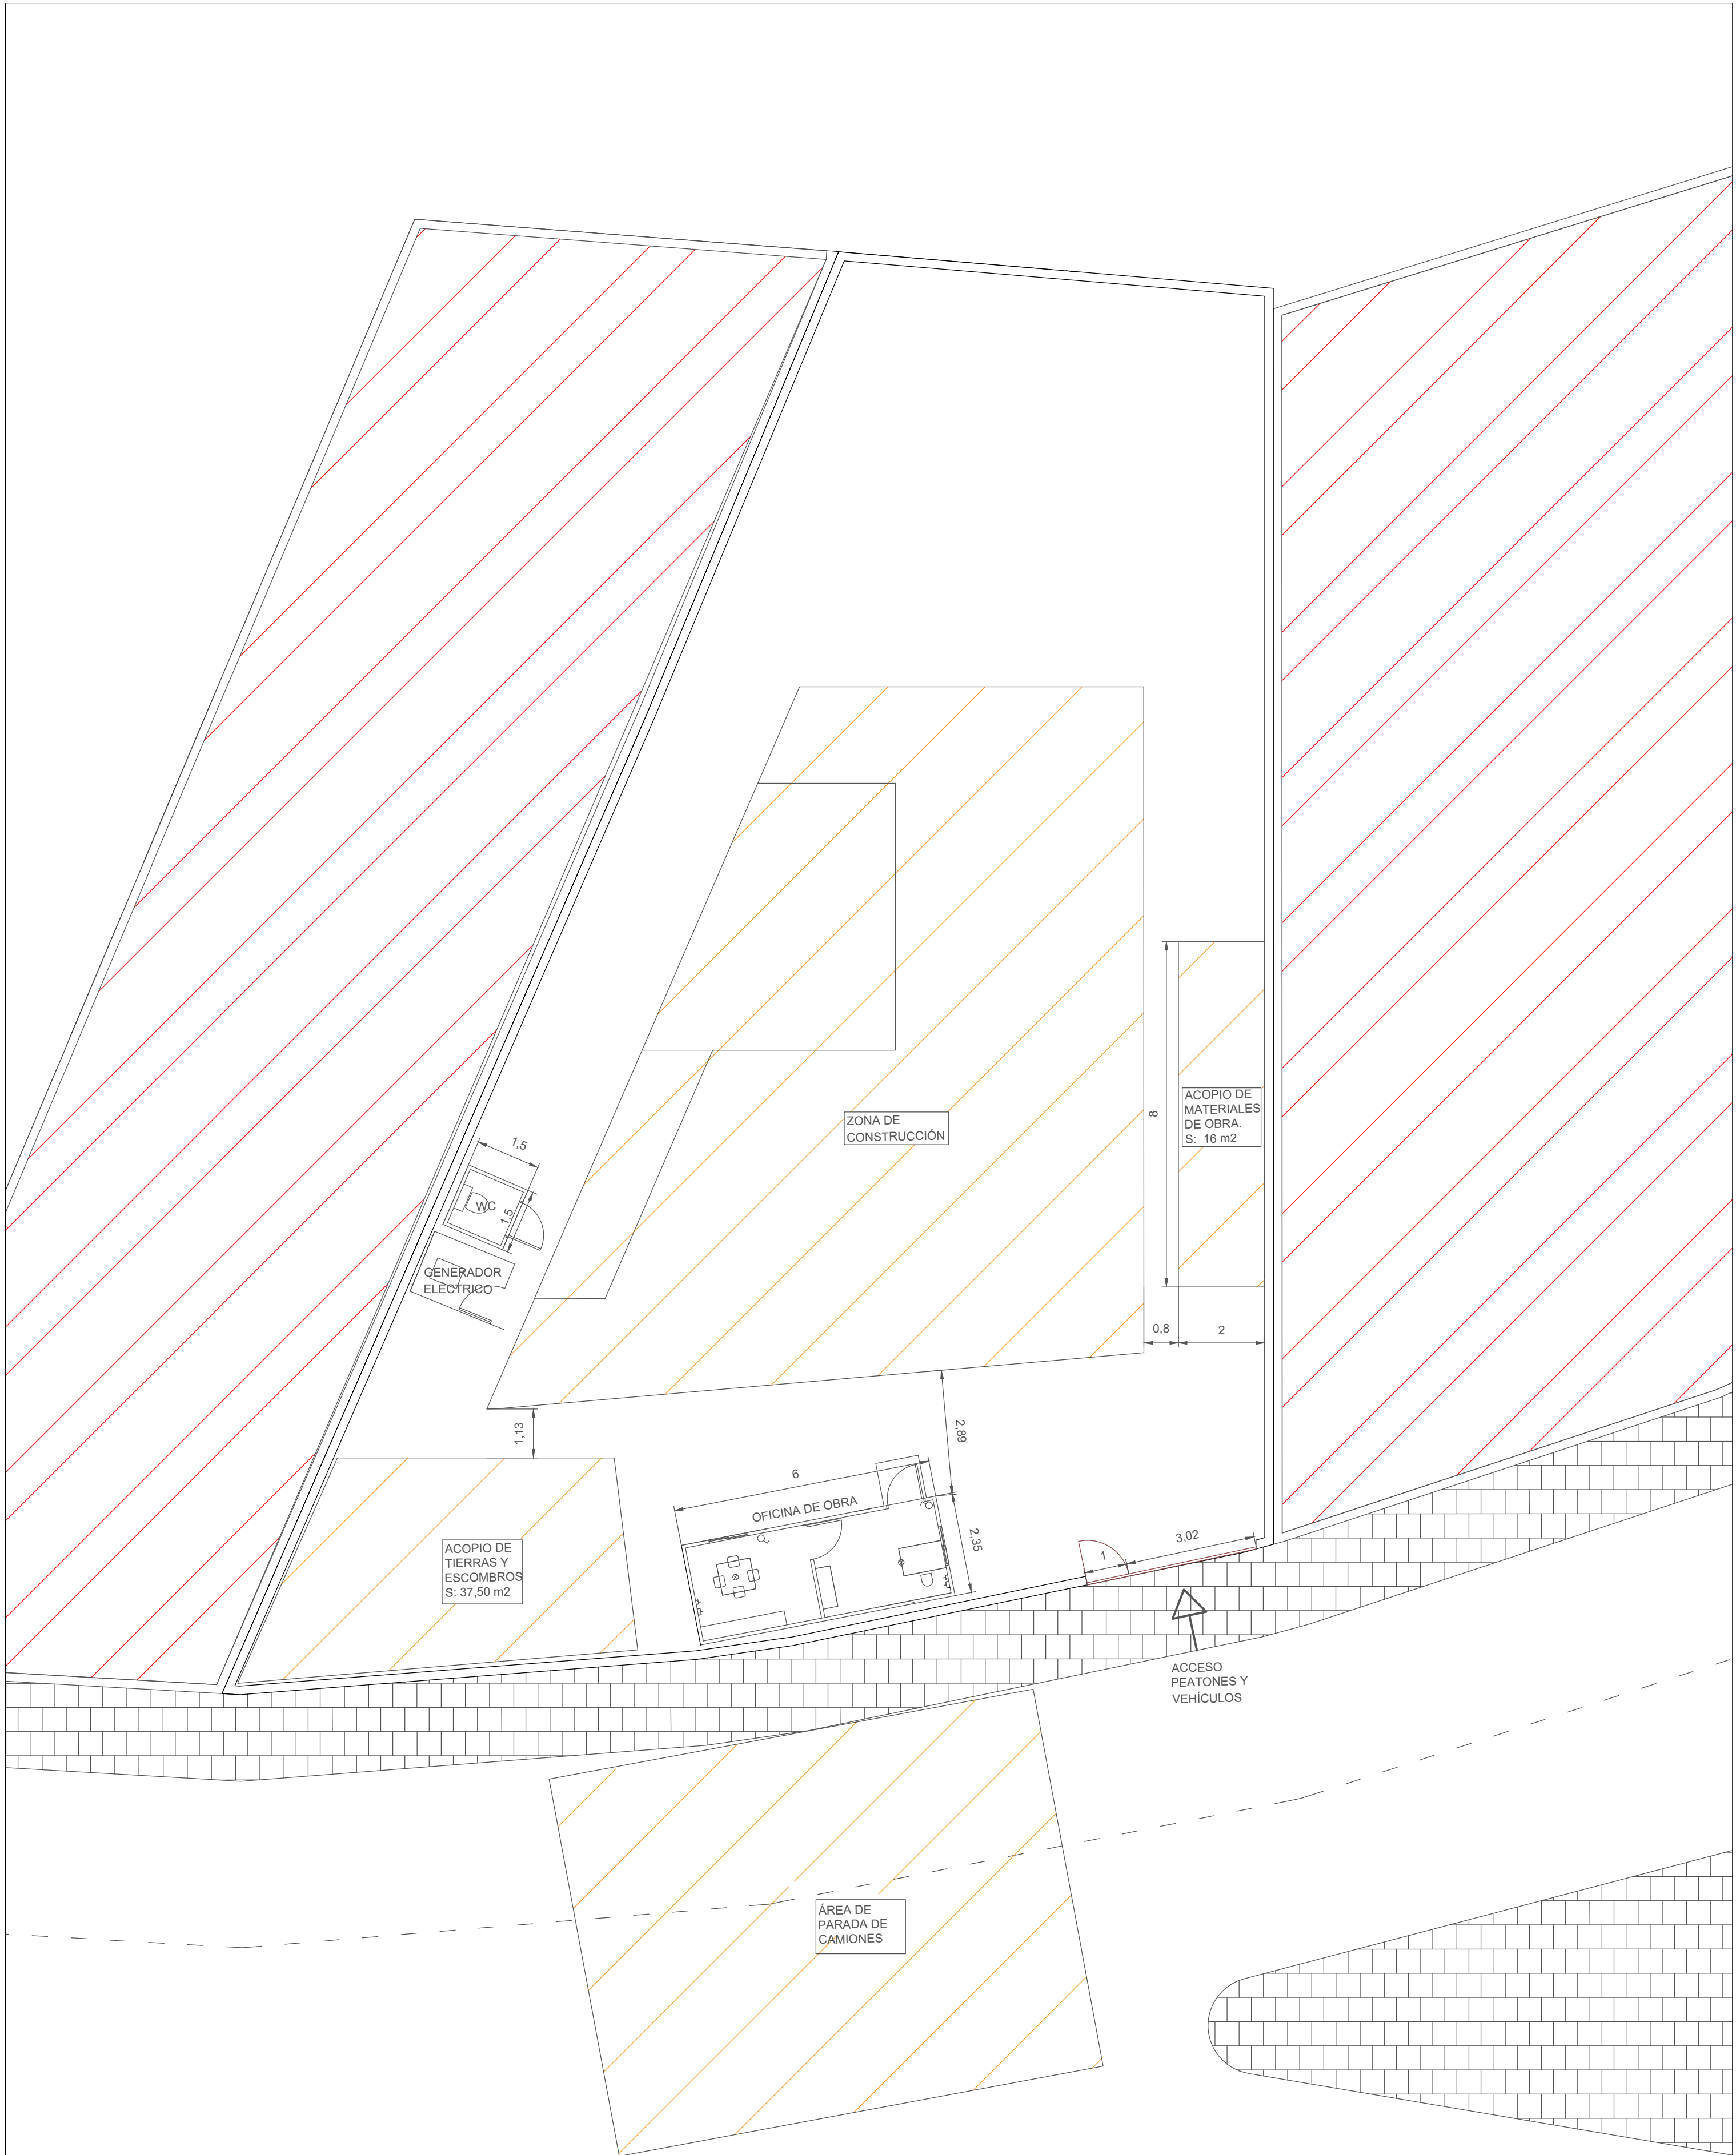 ZONA DE
CONSTRUCCIÓN
ACOPIO DE
MATERIALES
DE OBRA.
S: 16 m2
8
0,8
2
1,5
WC
1,5
GENERADOR
ELÉCTRICO
1,13
2,89
6
OFICINA DE OBRA
2,35
ACOPIO DE
TIERRAS Y
ESCOMBROS
S: 37,50 m2
1
3,02
ACCESO
PEATONES Y
VEHÍCULOS
ÁREA DE
PARADA DE
CAMIONES